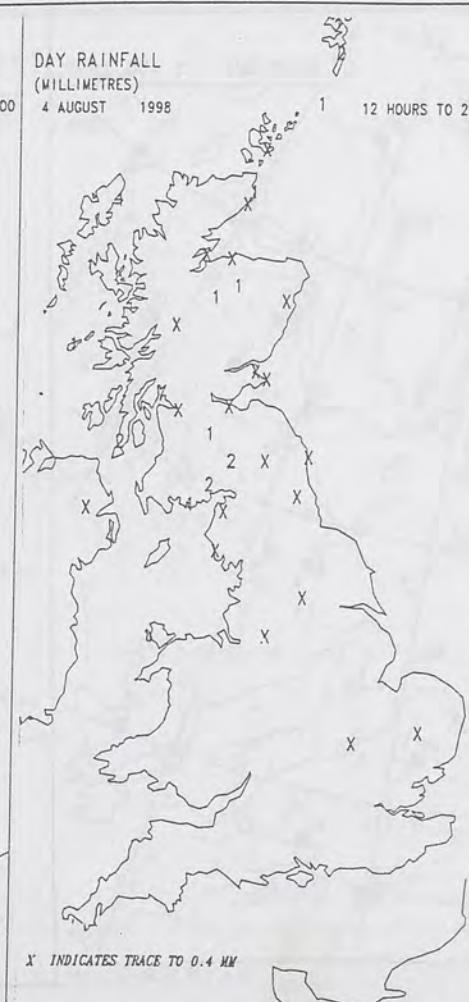 DAY RAINFALL
(MILLIMETRES)
00 4 AUGUST 1998 1 12 HOURS TO 2
X
X
X X
1 1 X
X
X X
X X
1
2 X X
2 X
X X
X
X
X
X
X
X INDICATES TRACE TO 0.4 MM